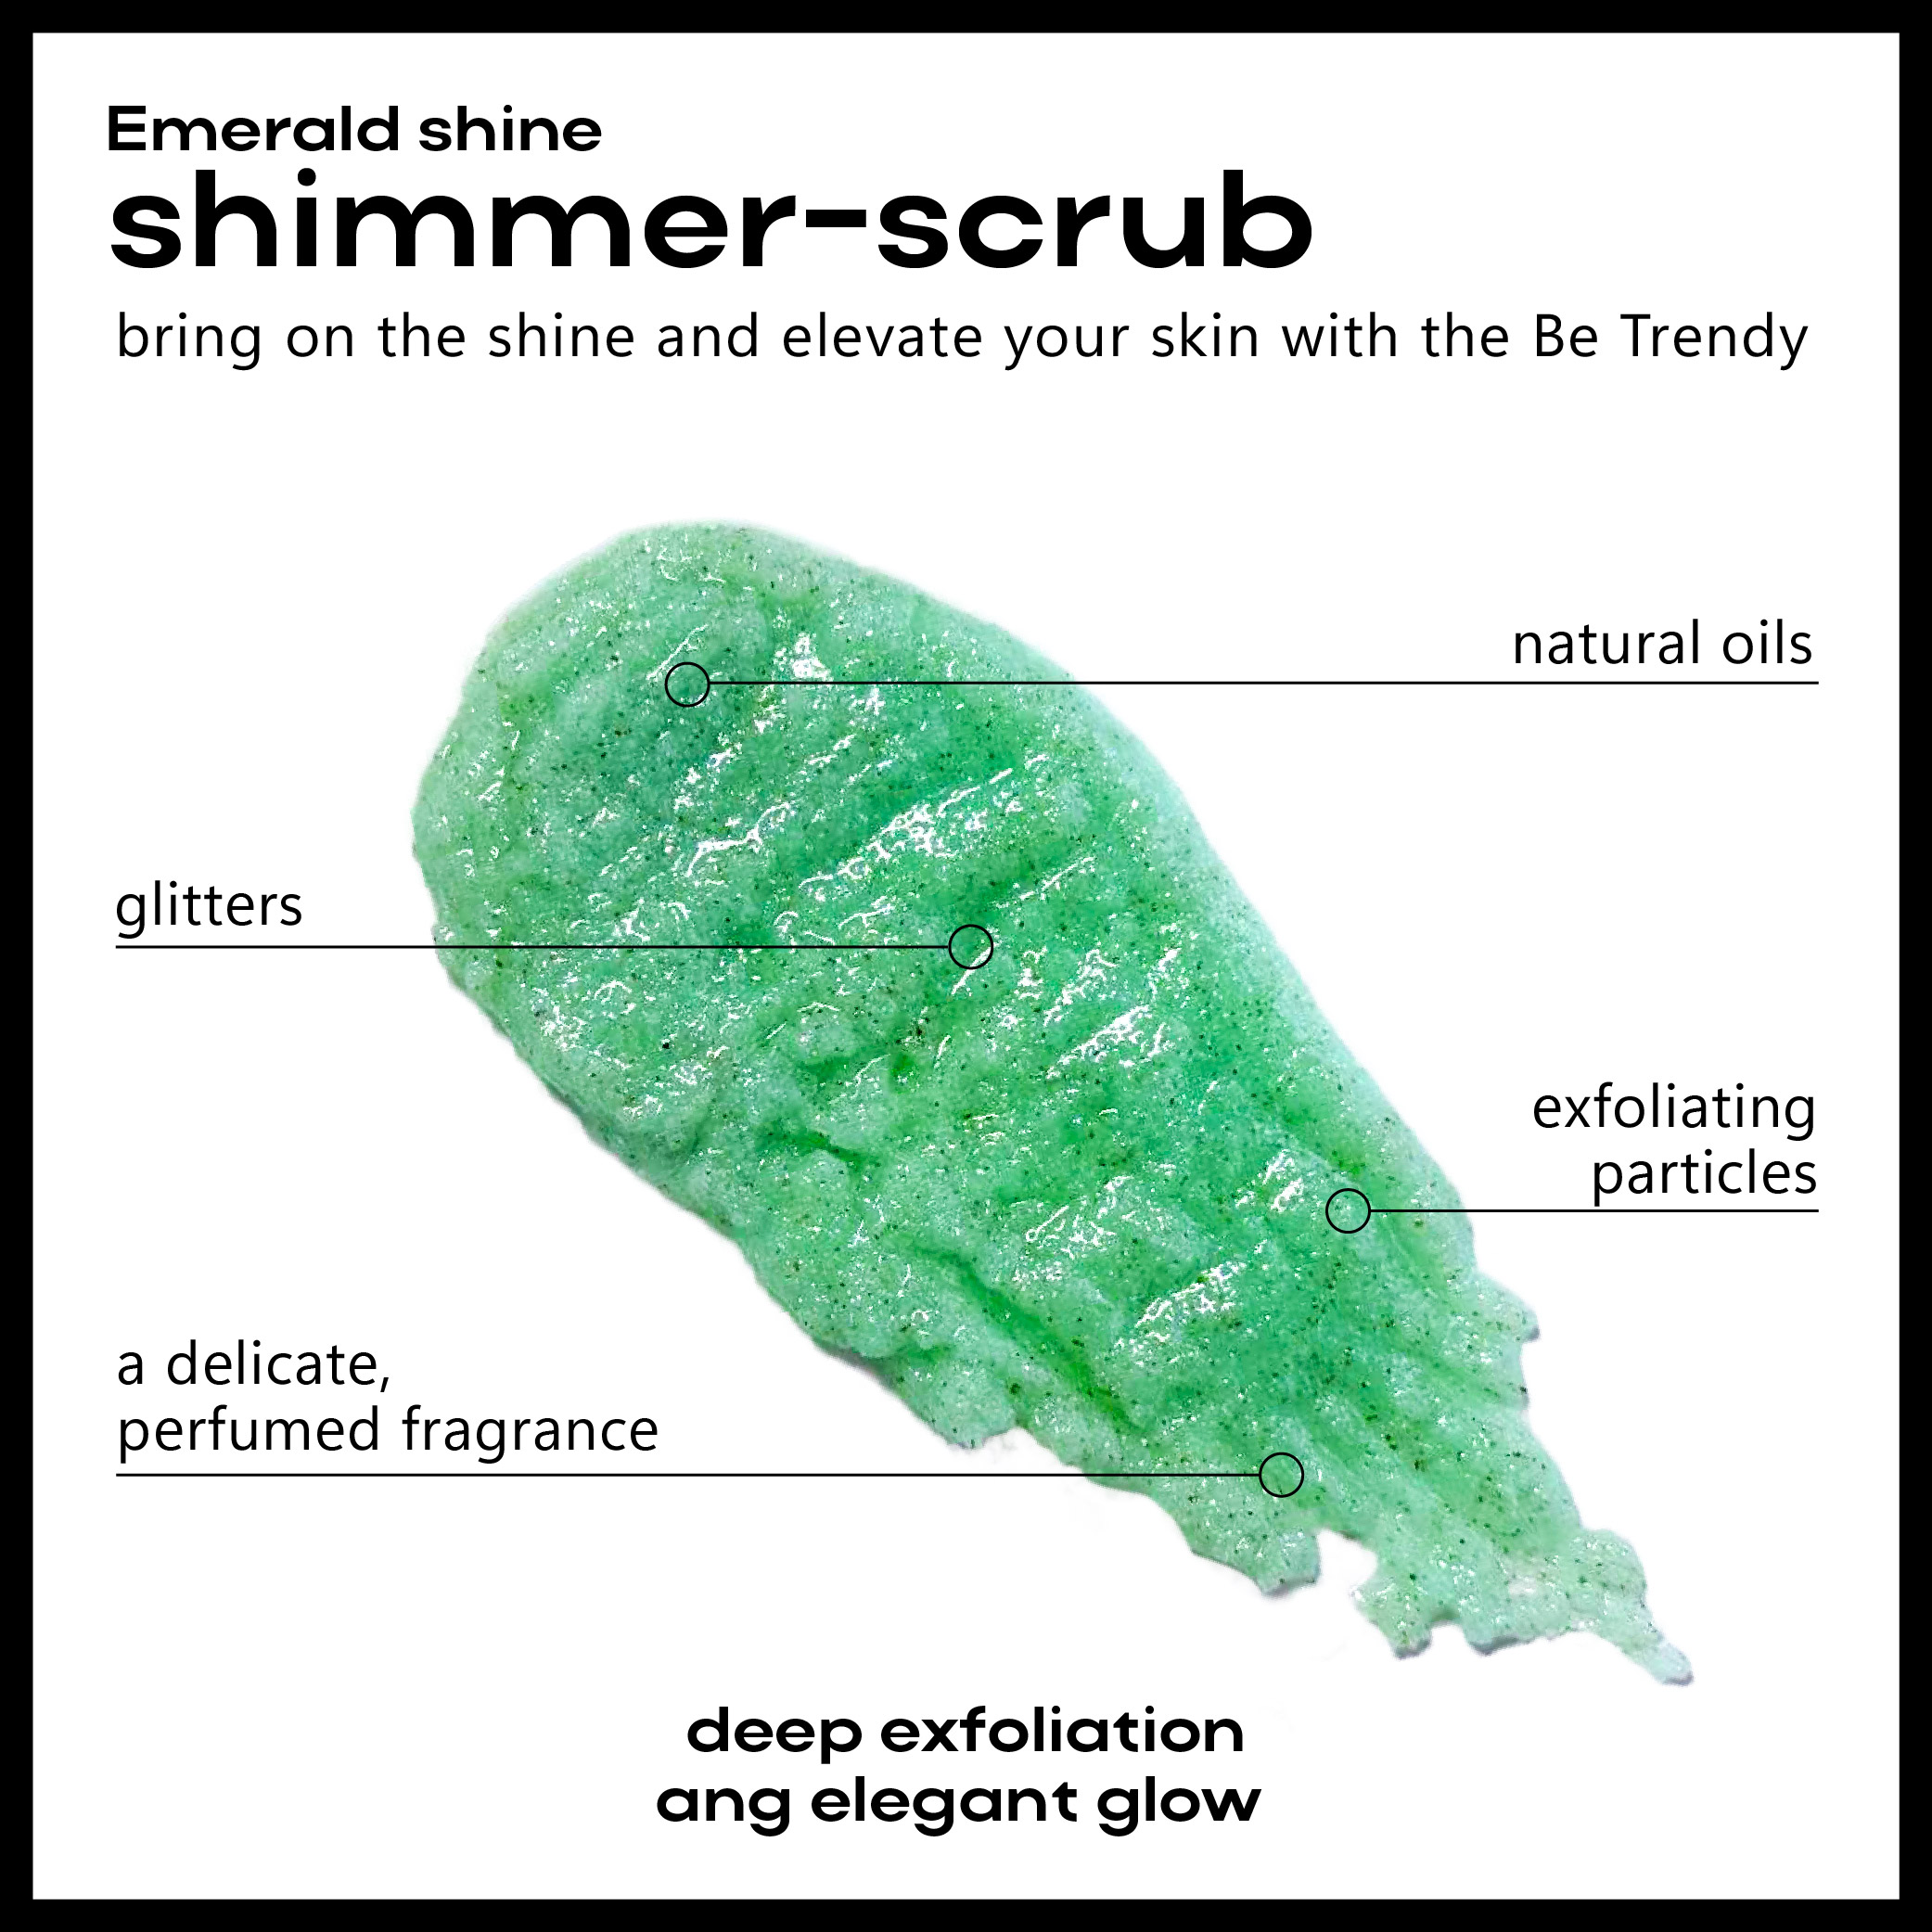 Emerald shine
shimmer-scrub
bring on the shine and elevate your skin with the Be Trendy
natural oils
glitters
exfoliating
particles
a delicate,
perfumed fragrance
deep exfoliation
ang elegant glow